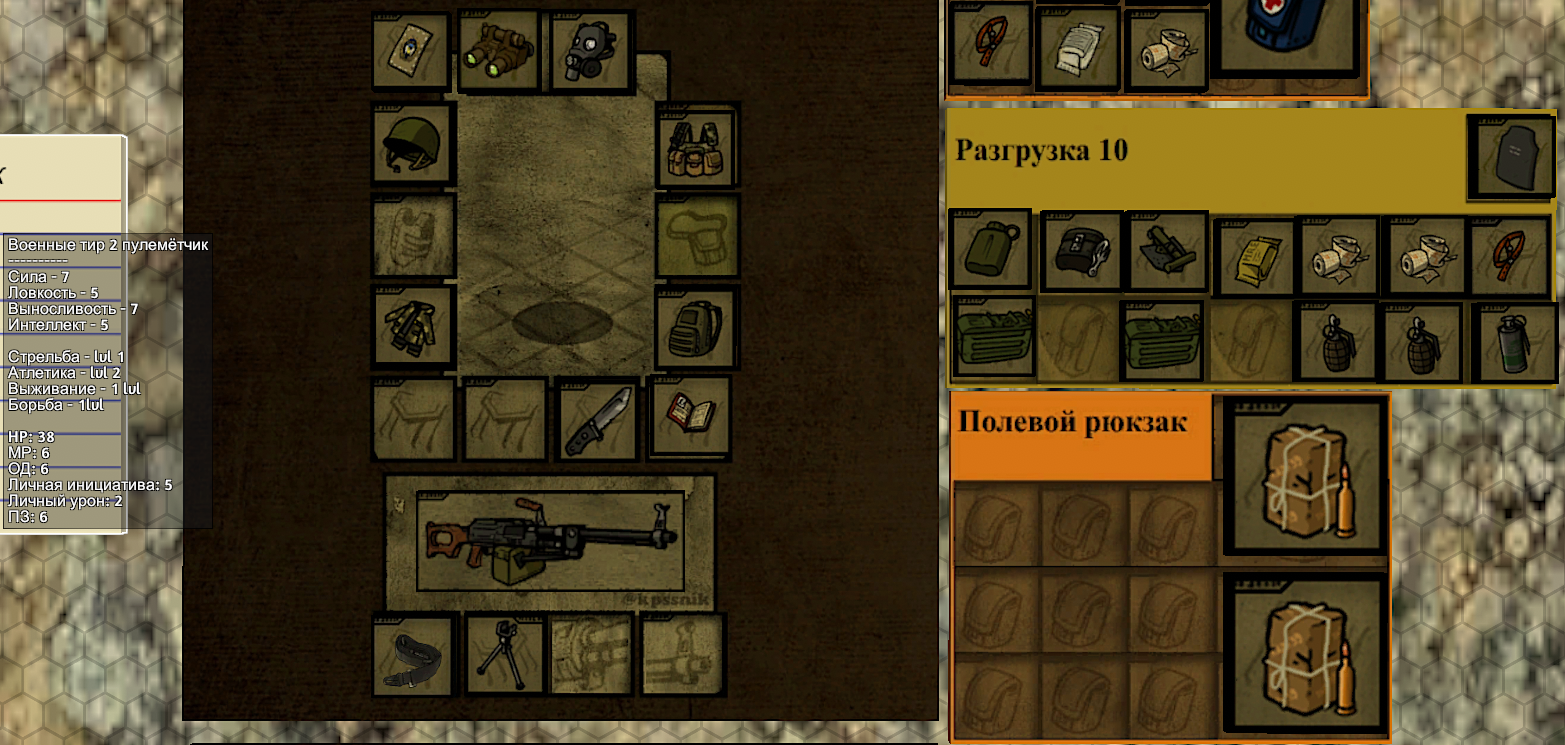 к
Военные тир 2 пулемётчик
----------
Сила - 7
Ловкость - 5
Выносливость - 7
Интеллект - 5
Стрельба - lvl 1
Атлетика - lvl 2
Выживание - 1 lvl
Борьба - 1lvl
HP: 38
МР: 6
ОД: 6
Личная инициатива: 5
Личный урон: 2
ПЗ: 6
@kpssnik
Разгрузка 10
Полевой рюкзак